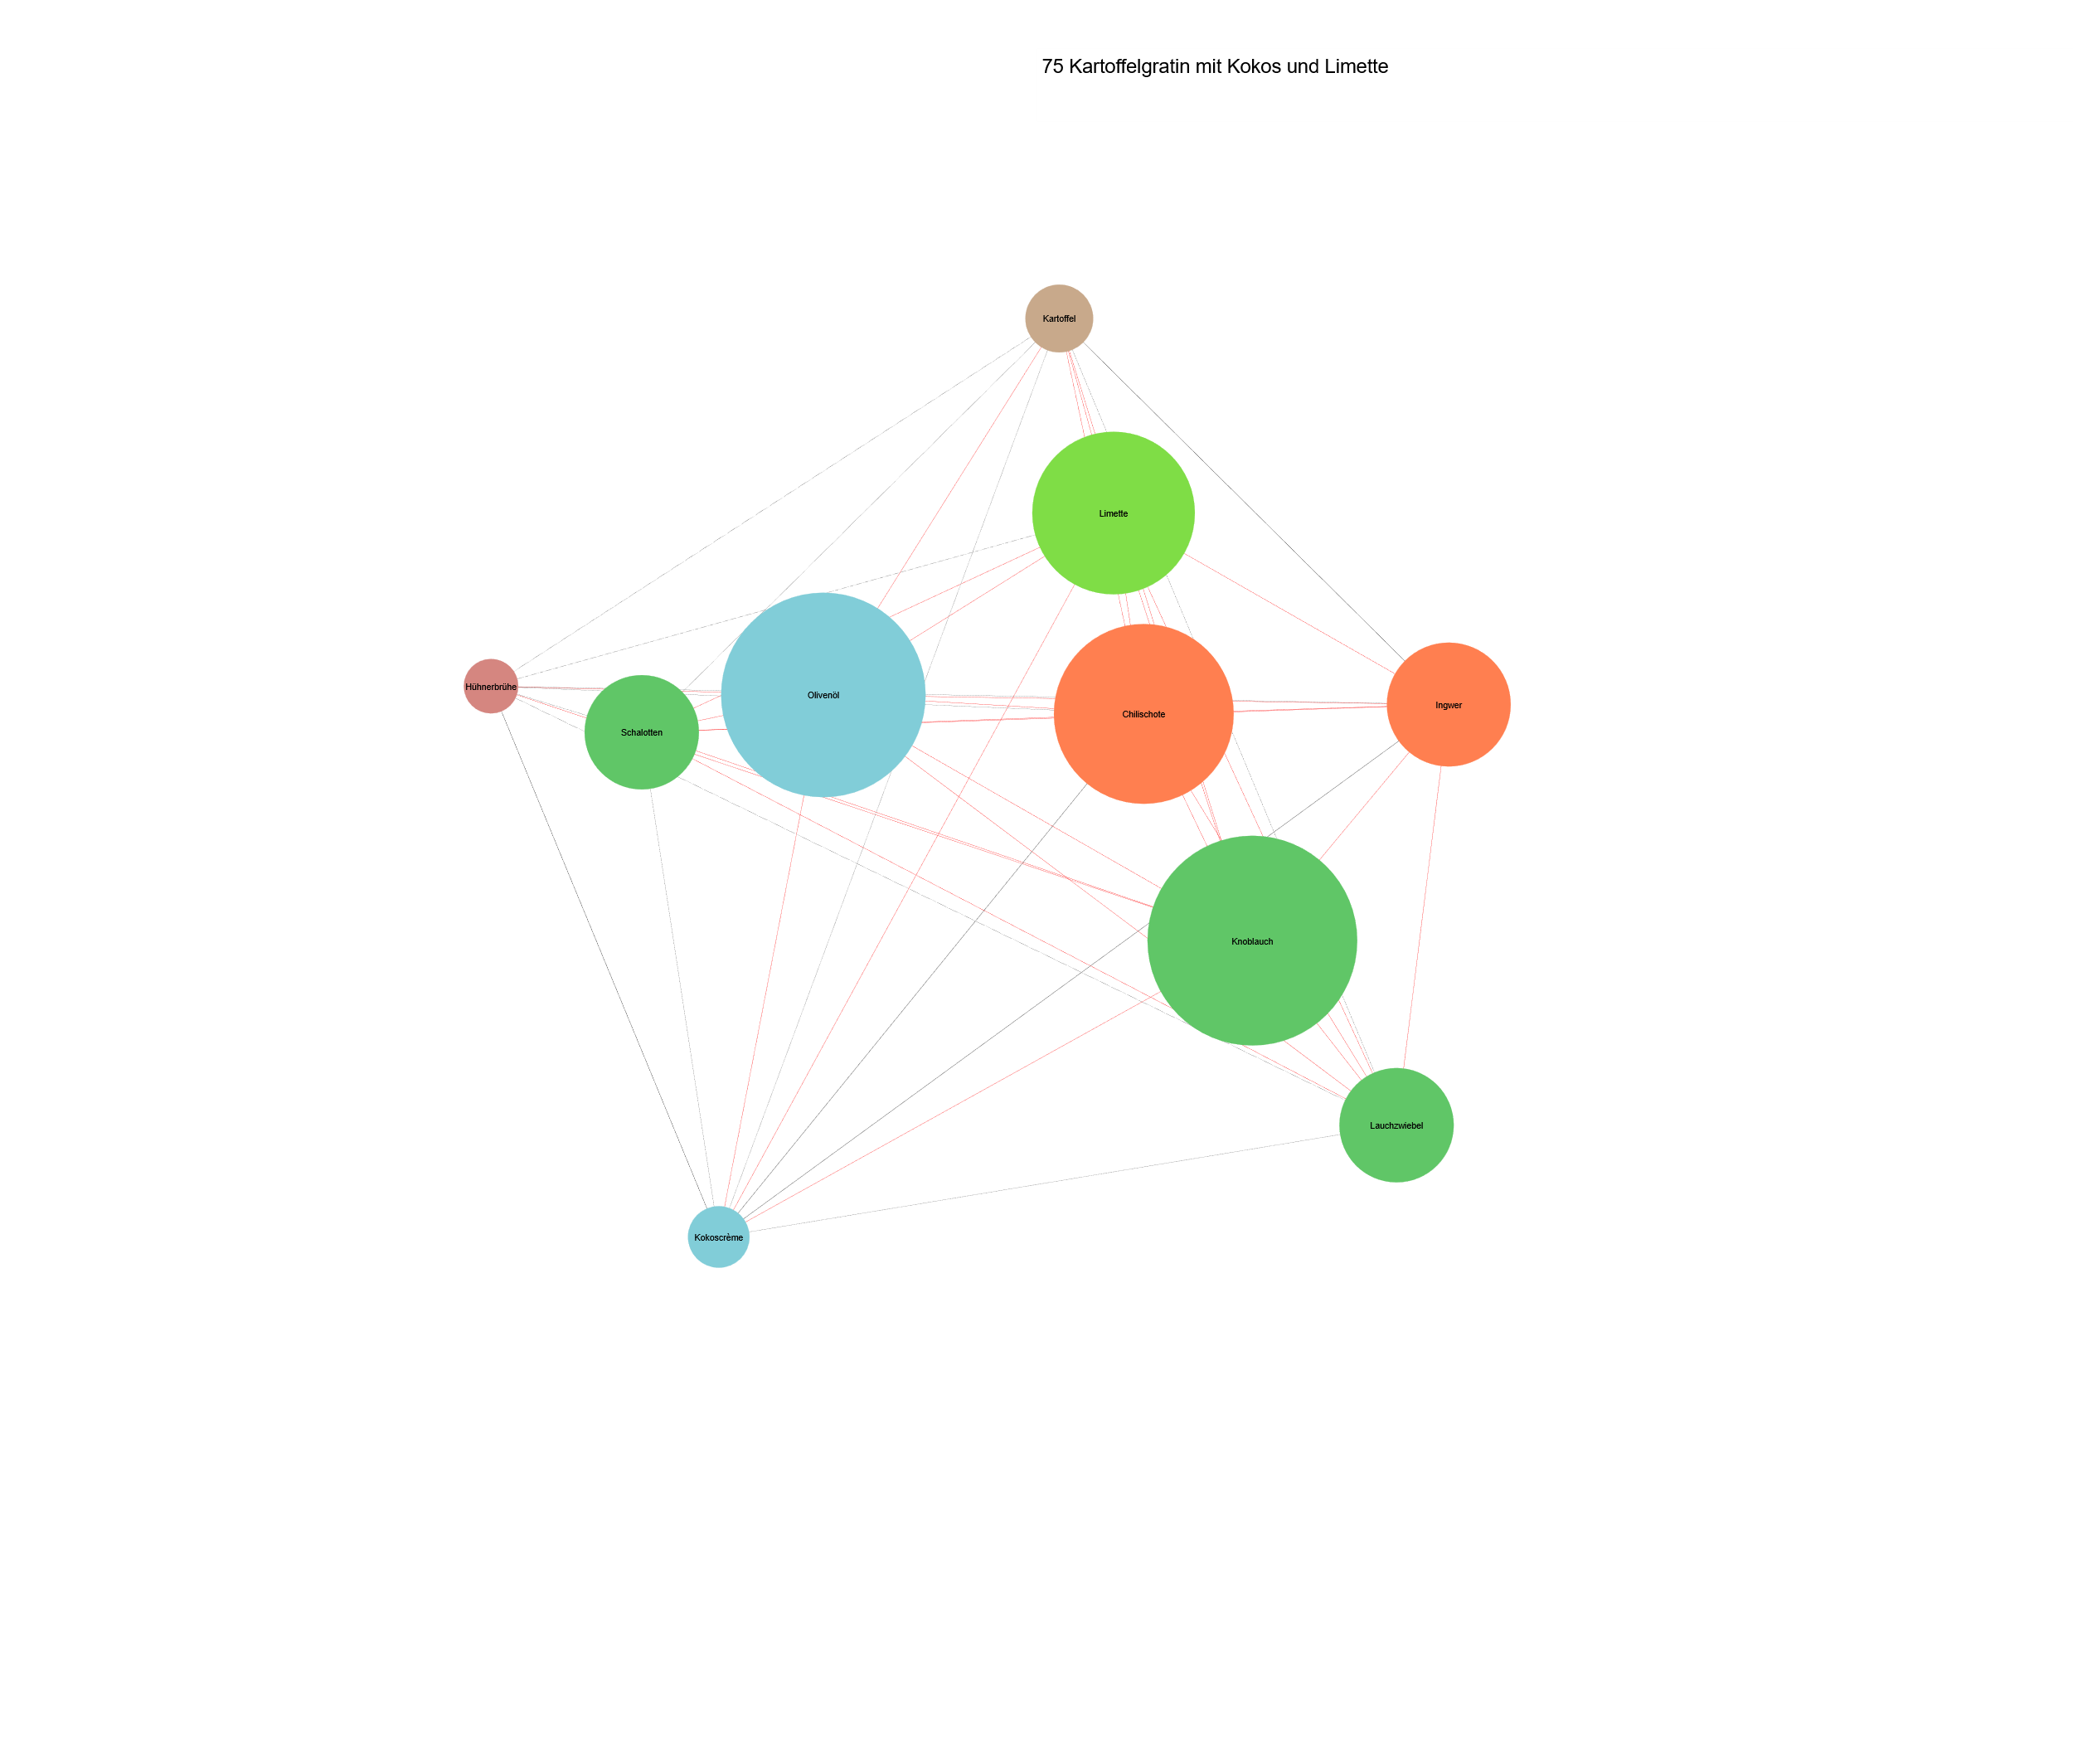 75 Kartoffelgratin mit Kokos und Limette
Kartoffel
Limette
Hühnerbrühe
Olivenöl
Ingwer
Chilischote
Schalotten
Knoblauch
Lauchzwiebel
Kokoscrème